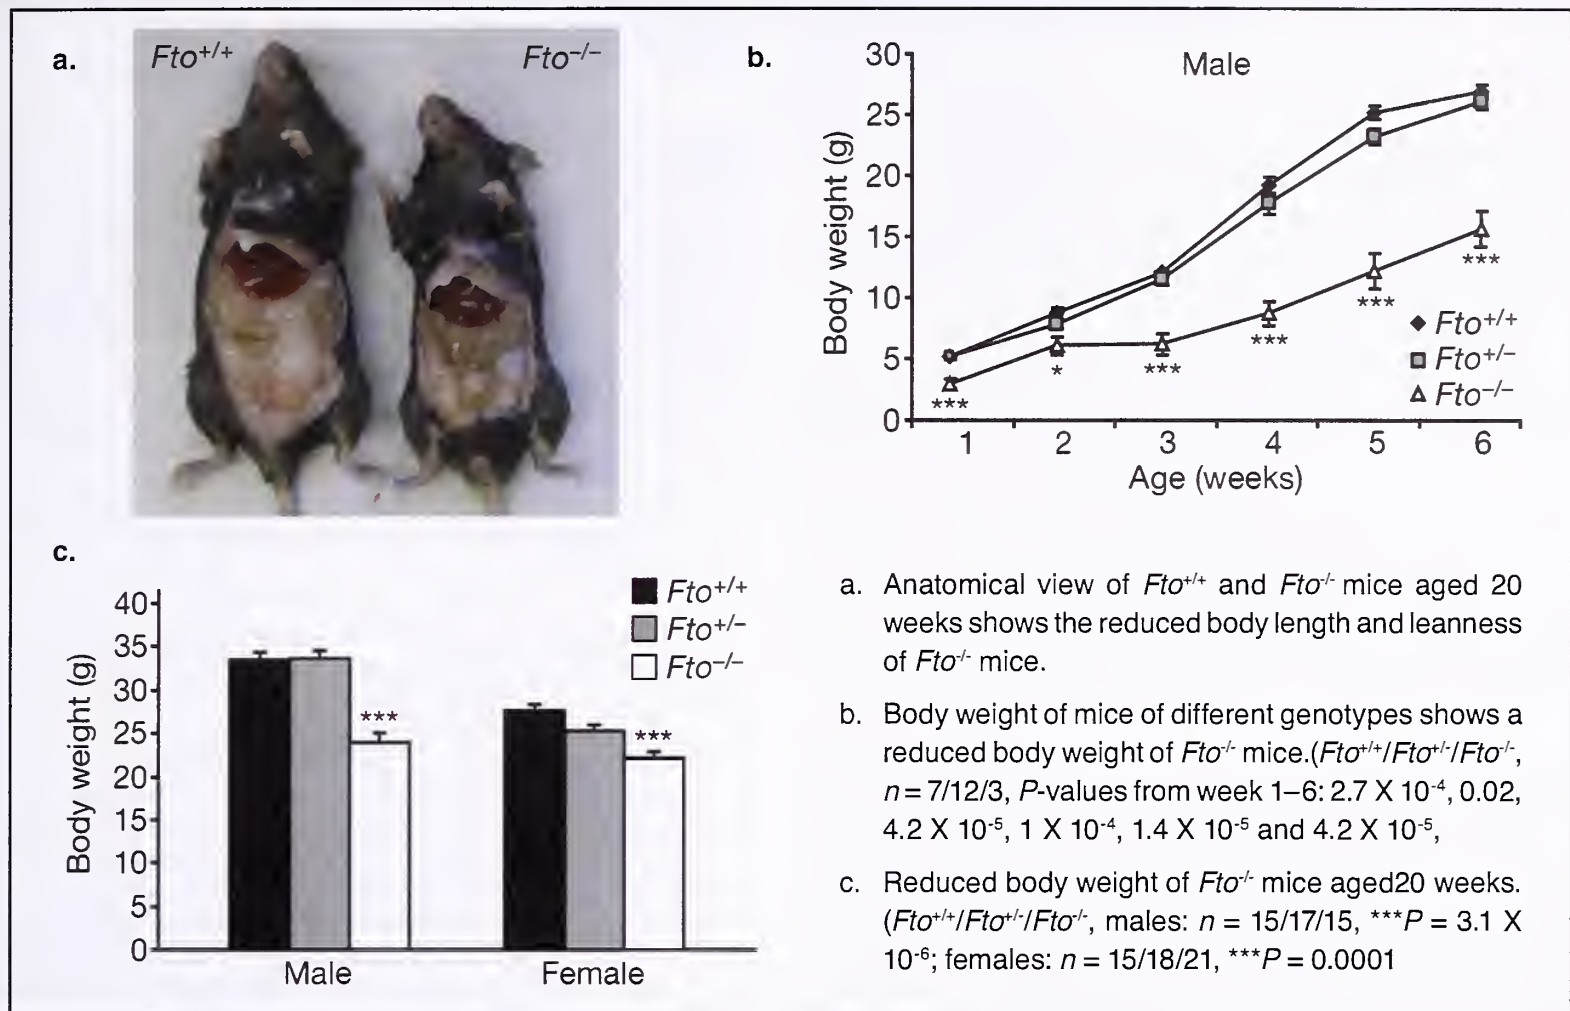 a.
Fto+/+
Fto−/−
b.
Male
30
25
20
15
10
5
0
Body weight (g)
***
*
***
***
***
***
Fto+/+
Fto+/−
Fto−/−
1 2 3 4 5 6
Age (weeks)
c.
40
35
30
25
20
15
10
5
0
Body weight (g)
Fto+/+
Fto+/−
Fto−/−
***
***
Male Female
a. Anatomical view of Fto+/+ and Fto-/- mice aged 20
weeks shows the reduced body length and leanness
of Fto-/- mice.
b. Body weight of mice of different genotypes shows a
reduced body weight of Fto-/- mice.(Fto+/+/Fto+/-/Fto-/-,
n = 7/12/3, P-values from week 1–6: 2.7 X 10-4, 0.02,
4.2 X 10-5, 1 X 10-4, 1.4 X 10-5 and 4.2 X 10-5,
c. Reduced body weight of Fto-/- mice aged20 weeks.
(Fto+/+/Fto+/-/Fto-/-, males: n = 15/17/15, ***P = 3.1 X
10-6; females: n = 15/18/21, ***P = 0.0001